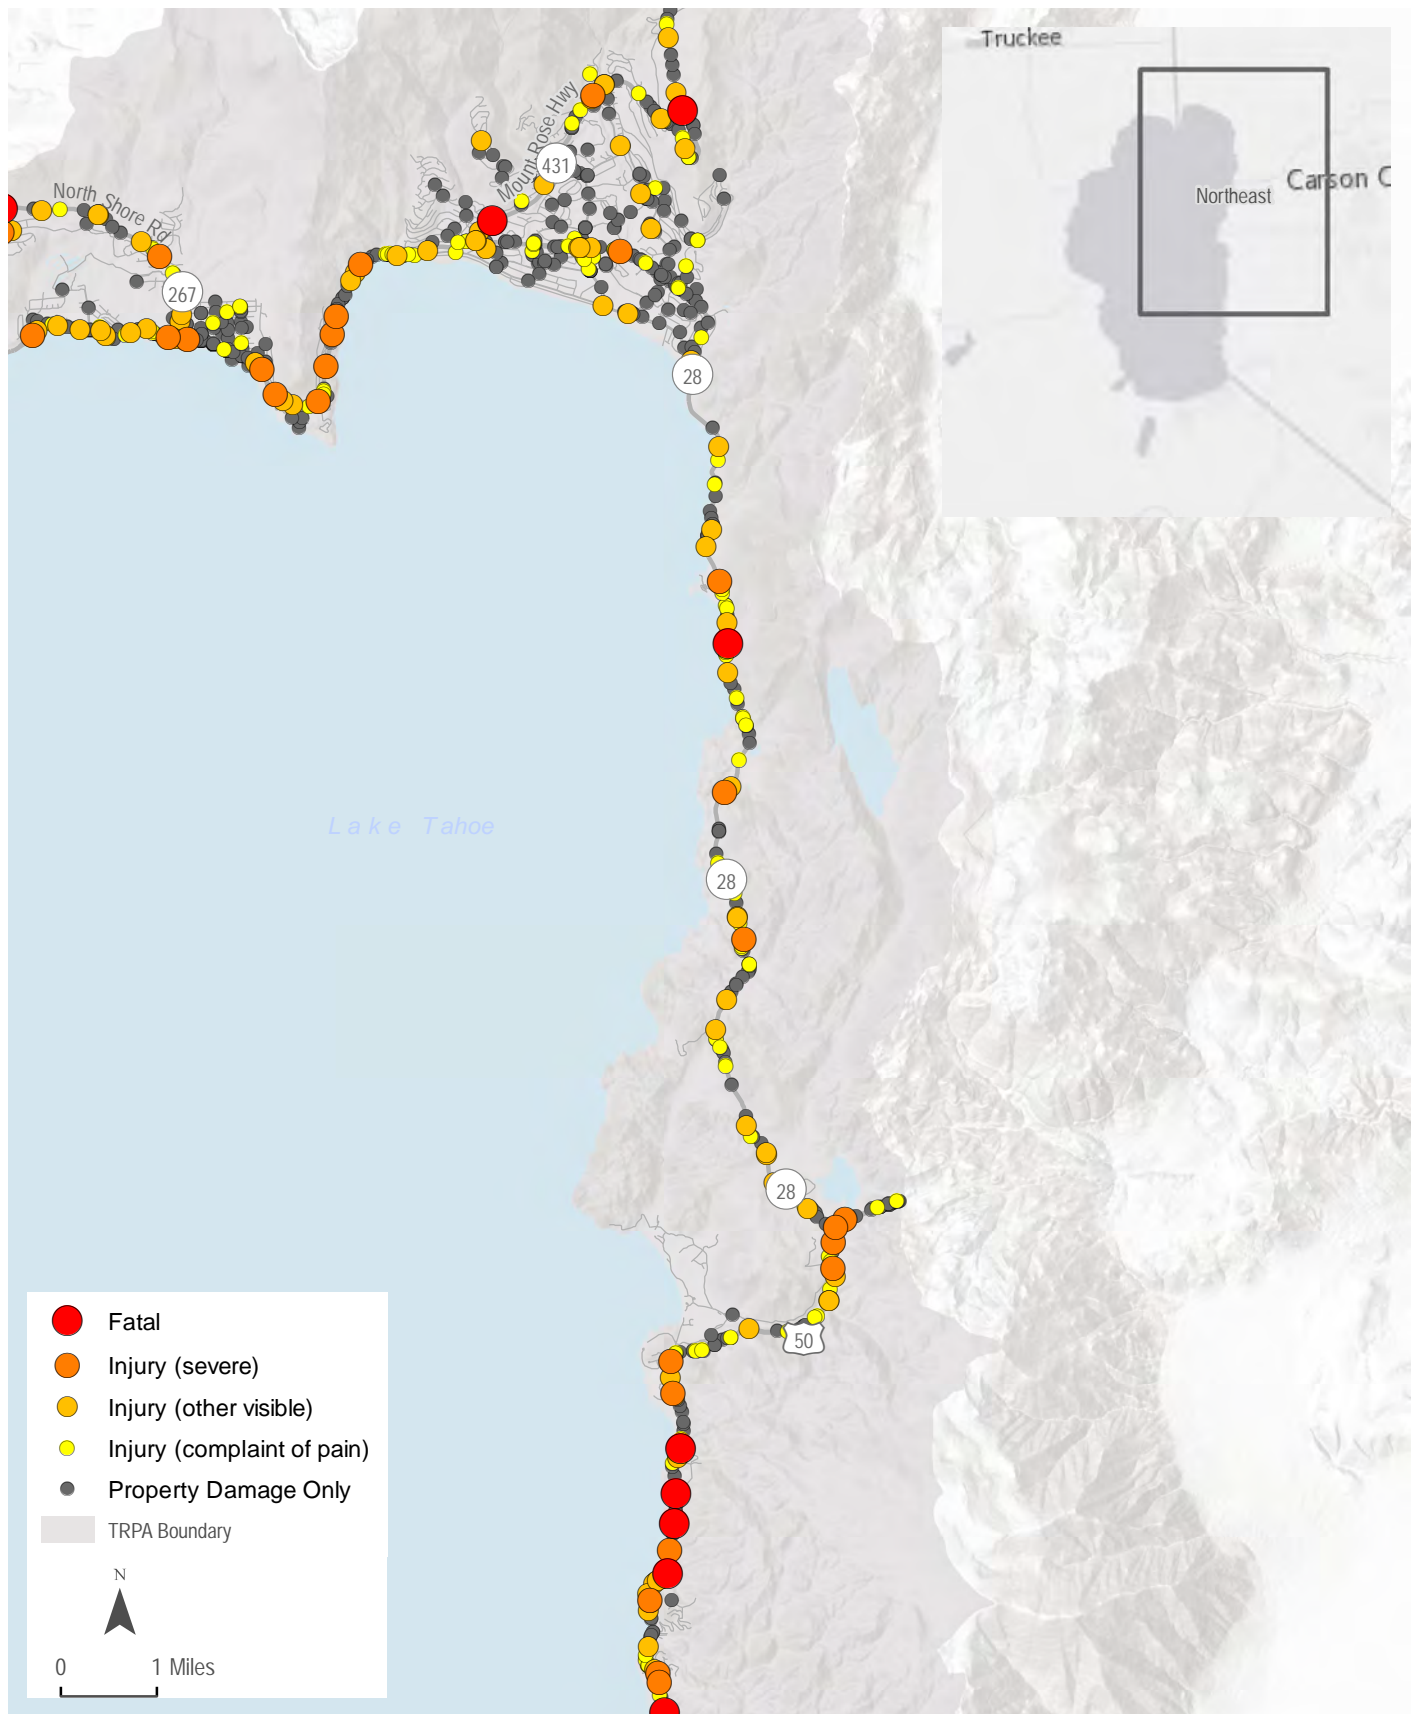 Truckee
Carson C
Northeast
Mount Rose Hwy
431
North Shore Rd
267
28
Lake Tahoe
28
28
50
Fatal
Injury (severe)
Injury (other visible)
Injury (complaint of pain)
Property Damage Only
TRPA Boundary
N
0 1 Miles